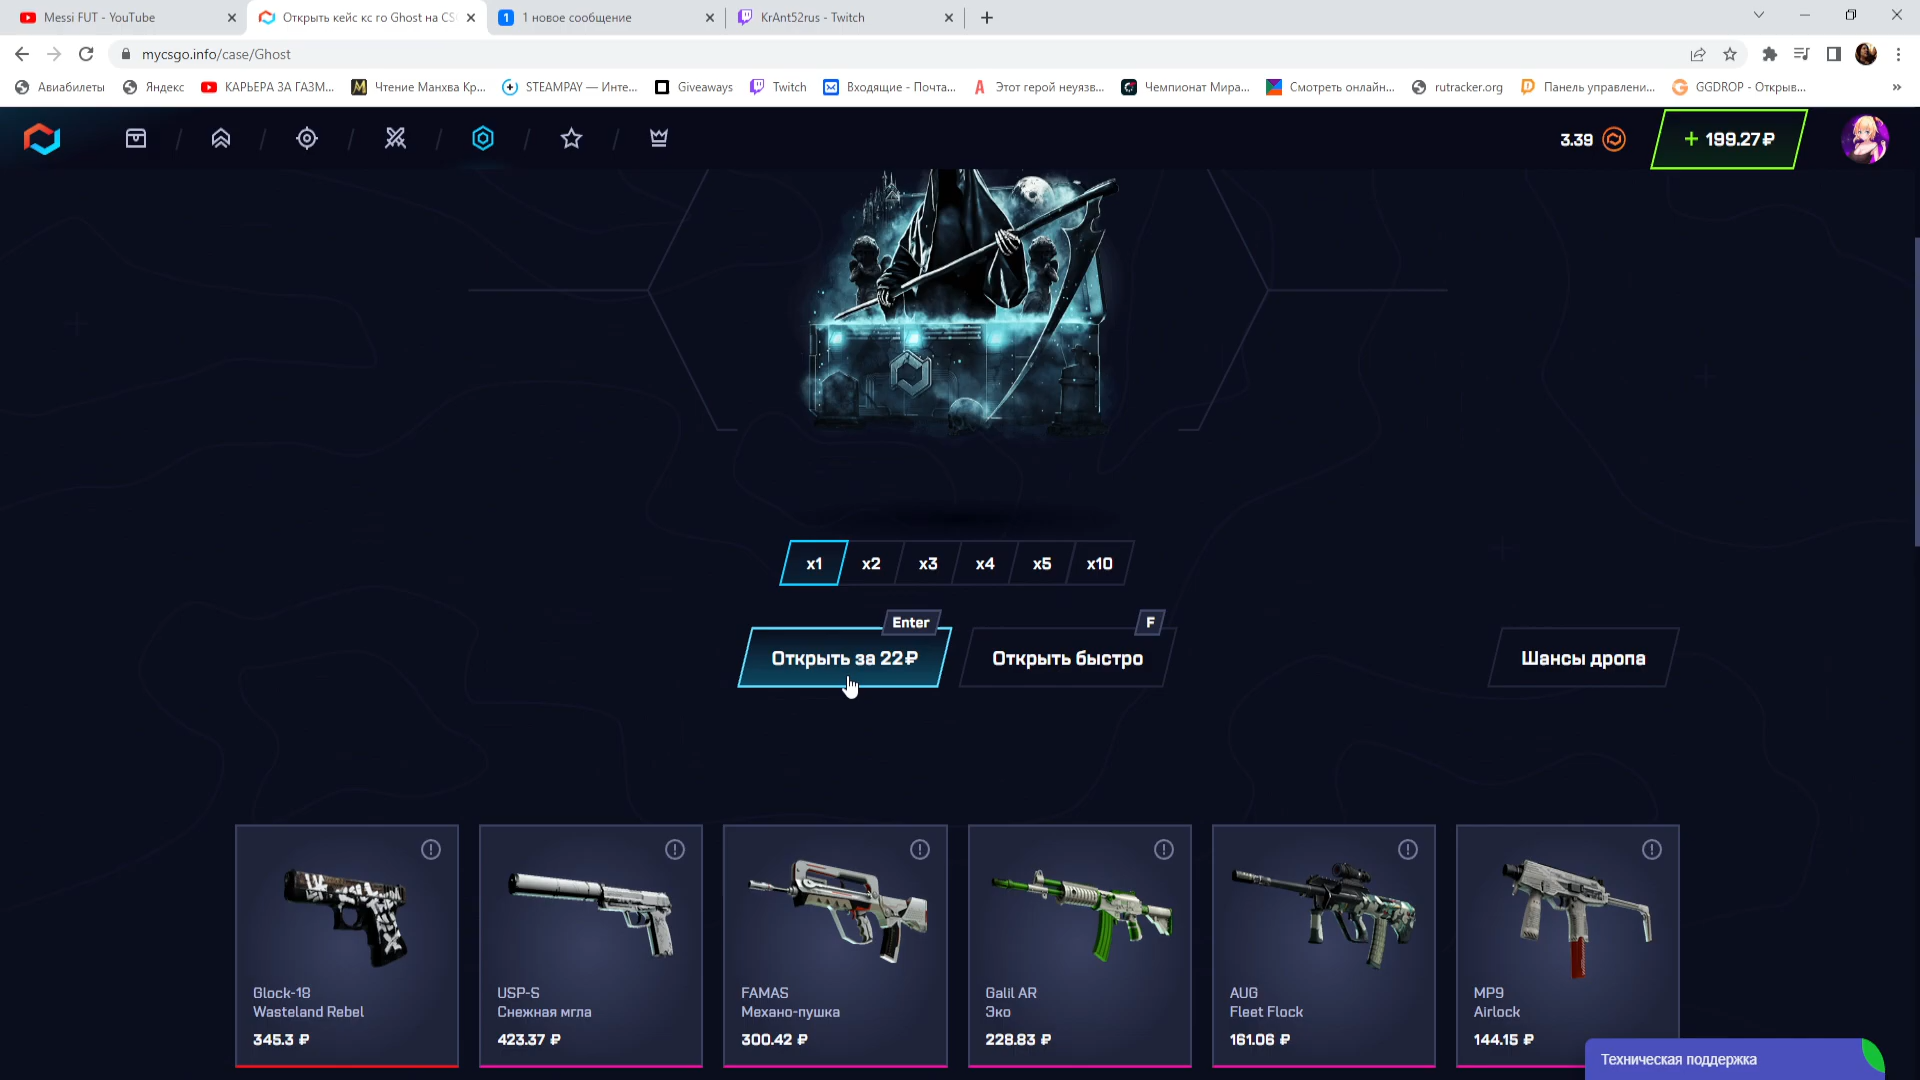 Messi FUT - YouTube
Открыть кейс кс го Ghost на CS
1 1 новое сообщение
KrAnt52rus - Twitch
mycsgo.info/case/Ghost
Авиабилеты
Яндекс
КАРЬЕРА ЗА ГАЗМ...
Чтение Манхва Кр...
STEAMPAY — Инте...
Giveaways
Twitch
Входящие - Почта...
Этот герой неуязв...
Чемпионат Мира...
Смотреть онлайн...
rutracker.org
Панель управлени...
GGDROP - Открыв...
»
3.39
+ 199.27₽
x1
x2
x3
x4
x5
x10
Enter
F
Открыть за 22₽
Открыть быстро
Шансы дропа
Glock-18
Wasteland Rebel
345.3 ₽
USP-S
Снежная мгла
423.37 ₽
FAMAS
Механо-пушка
300.42 ₽
Galil AR
Эко
228.83 ₽
AUG
Fleet Flock
161.06 ₽
MP9
Airlock
144.15 ₽
Техническая поддержка